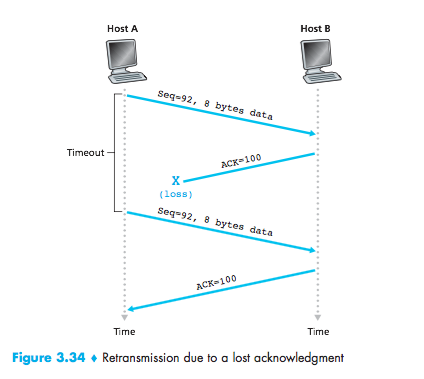 Host A
Host B
Seq=92, 8 bytes data
Timeout
ACK=100
X
(loss)
Seq=92, 8 bytes data
ACK=100
Time
Time
Figure 3.34 ♦ Retransmission due to a lost acknowledgment